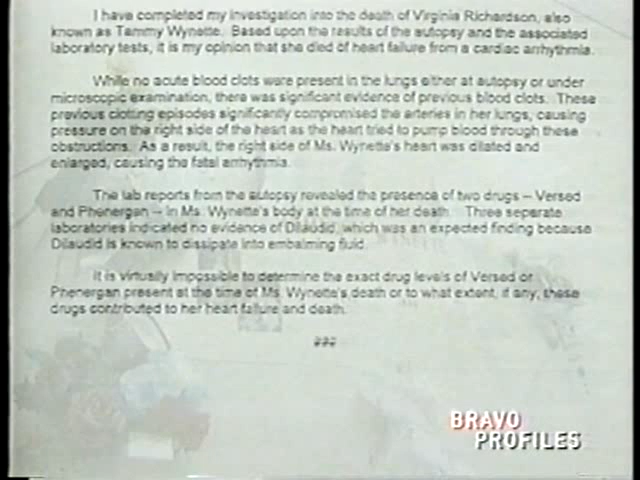 I have completed my investigation into the death of Virginia Richardson, also
known as Tammy Wynette. Based upon the results of the autopsy and the associated
laboratory tests, it is my opinion that she died of heart failure from a cardiac arrhythmia.
While no acute blood clots were present in the lungs either at autopsy or under
microscopic examination, there was significant evidence of previous blood clots. These
previous clotting episodes significantly compromised the arteries in her lungs, causing
pressure on the right side of the heart as the heart tried to pump blood through these
obstructions. As a result, the right side of Ms. Wynette's heart was dilated and
enlarged, causing the fatal arrhythmia.
The lab reports from the autopsy revealed the presence of two drugs -- Versed
and Phenergan -- in Ms. Wynette's body at the time of her death. Three separate
laboratories indicated no evidence of Dilaudid, which was an expected finding because
Dilaudid is known to dissipate into embalming fluid.
It is virtually impossible to determine the exact drug levels of Versed or
Phenergan present at the time of Ms. Wynette's death or to what extent, if any, these
drugs contributed to her heart failure and death.
###
BRAVO
PROFILES